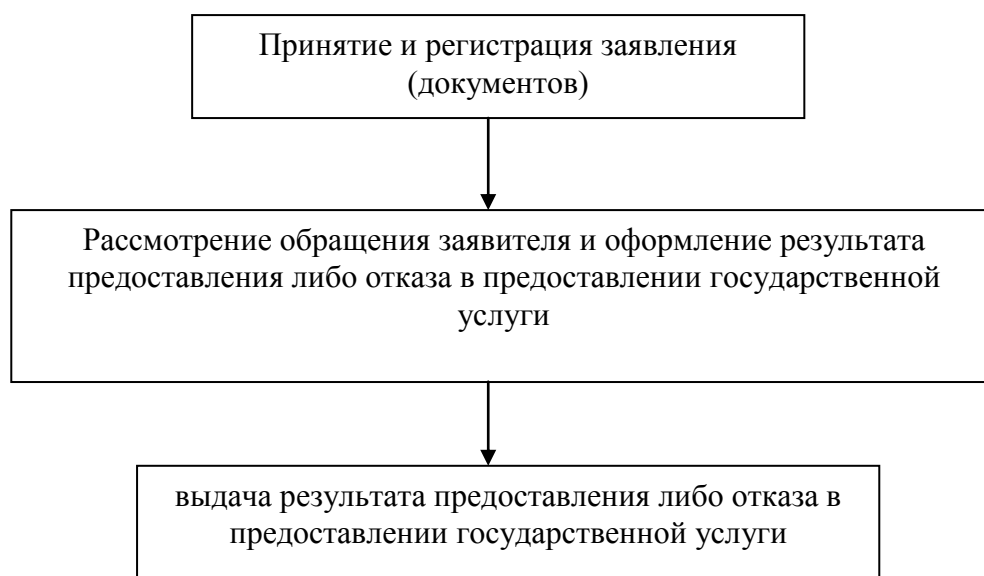 Принятие и регистрация заявления
(документов)
Рассмотрение обращения заявителя и оформление результата
предоставления либо отказа в предоставлении государственной
услуги
выдача результата предоставления либо отказа в
предоставлении государственной услуги